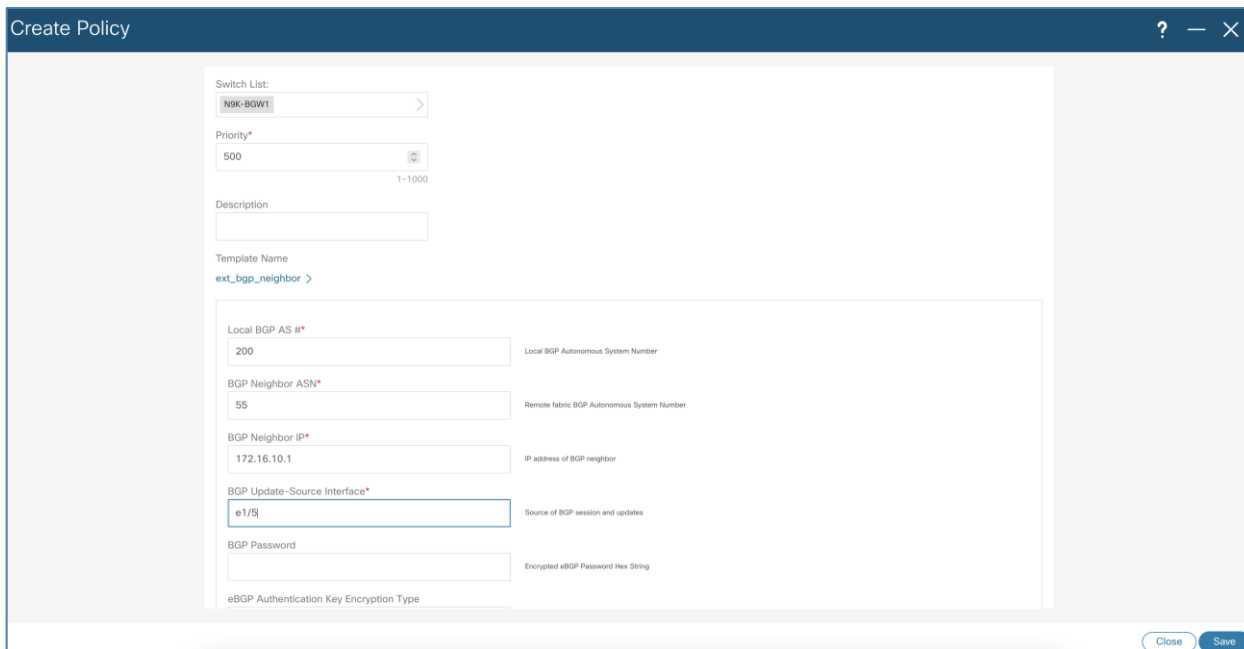 Create Policy
?
Switch List:
N9K-BGW1
Priority*
500
1-1000
Description
Template Name
ext_bgp_neighbor >
Local BGP AS #*
200 Local BGP Autonomous System Number
BGP Neighbor ASN*
55 Remote fabric BGP Autonomous System Number
BGP Neighbor IP*
172.16.10.1 IP address of BGP neighbor
BGP Update-Source Interface*
e1/5 Source of BGP session and updates
BGP Password
Encrypted eBGP Password Hex String
eBGP Authentication Key Encryption Type
Close Save